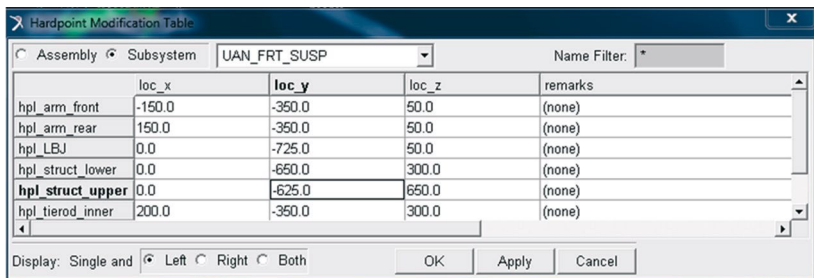 Hardpoint Modification Table
Assembly Subsystem UAN_FRT_SUSP Name Filter: *
loc_x loc_y loc_z remarks
hpl_arm_front -150.0 -350.0 50.0 (none)
hpl_arm_rear 150.0 -350.0 50.0 (none)
hpl_LBJ 0.0 -725.0 50.0 (none)
hpl_struct_lower 0.0 -650.0 300.0 (none)
hpl_struct_upper 0.0 -625.0 650.0 (none)
hpl_tierod_inner 200.0 -350.0 300.0 (none)
Display: Single and Left Right Both OK Apply Cancel